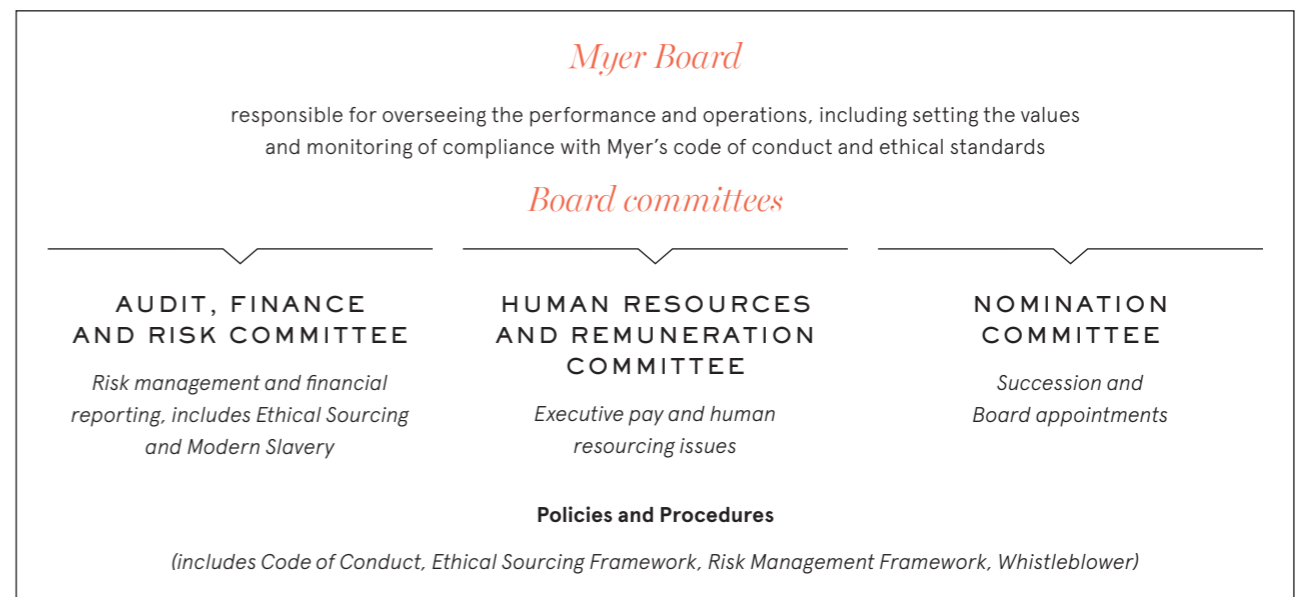 Myer Board
responsible for overseeing the performance and operations, including setting the values
and monitoring of compliance with Myer’s code of conduct and ethical standards
Board committees
AUDIT, FINANCE
AND RISK COMMITTEE
Risk management and financial
reporting, includes Ethical Sourcing
and Modern Slavery
HUMAN RESOURCES
AND REMUNERATION
COMMITTEE
Executive pay and human
resourcing issues
NOMINATION
COMMITTEE
Succession and
Board appointments
Policies and Procedures
(includes Code of Conduct, Ethical Sourcing Framework, Risk Management Framework, Whistleblower)